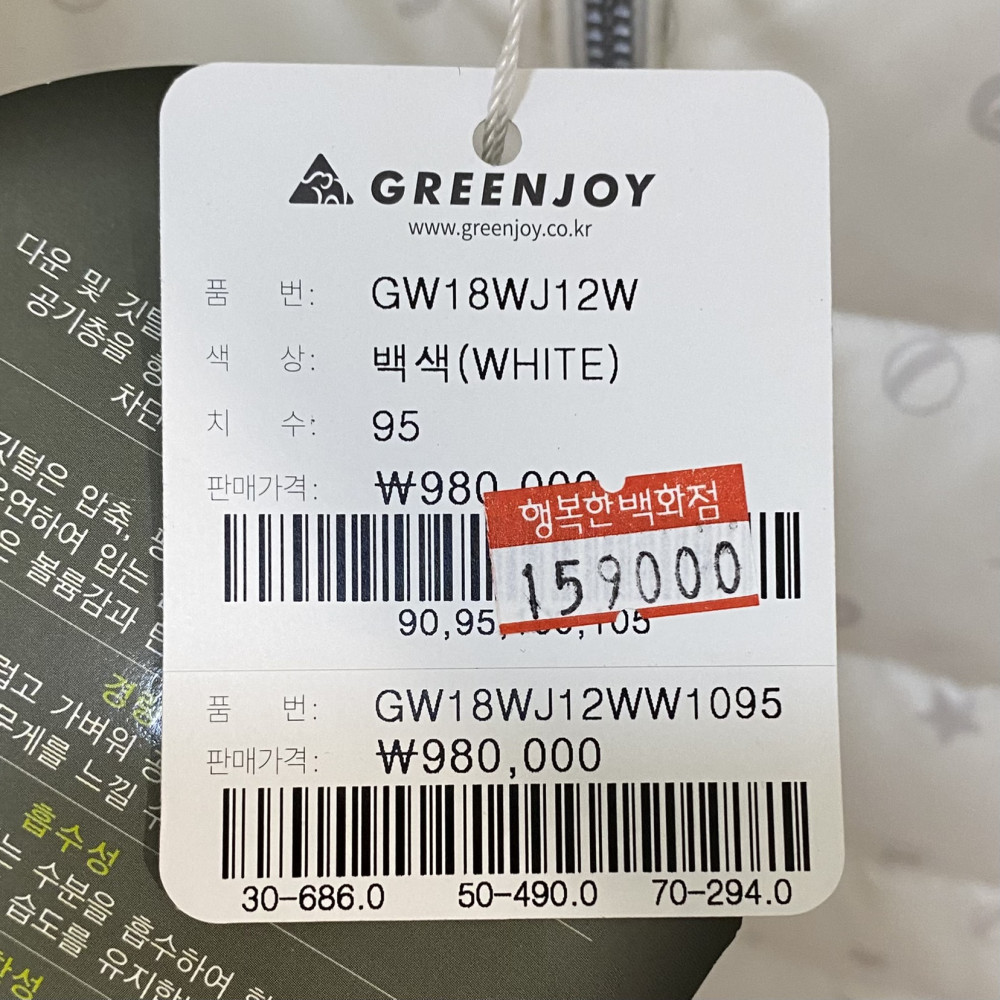 GREENJOY
www.greenjoy.co.kr
품 번: GW18WJ12W
색 상: 백색(WHITE)
치 수: 95
판매가격: ₩980,000
행복한백화점
159000
90,95,100,105
품 번: GW18WJ12WW1095
판매가격: ₩980,000
30-686.0 50-490.0 70-294.0
다운 및 깃털
공기층을
차단
깃털은 압축,
유연하여 입는
은 볼륨감과
경량
가벼워
무게를 느낄 수
흡수성
는 수분을 흡수하여
습도를